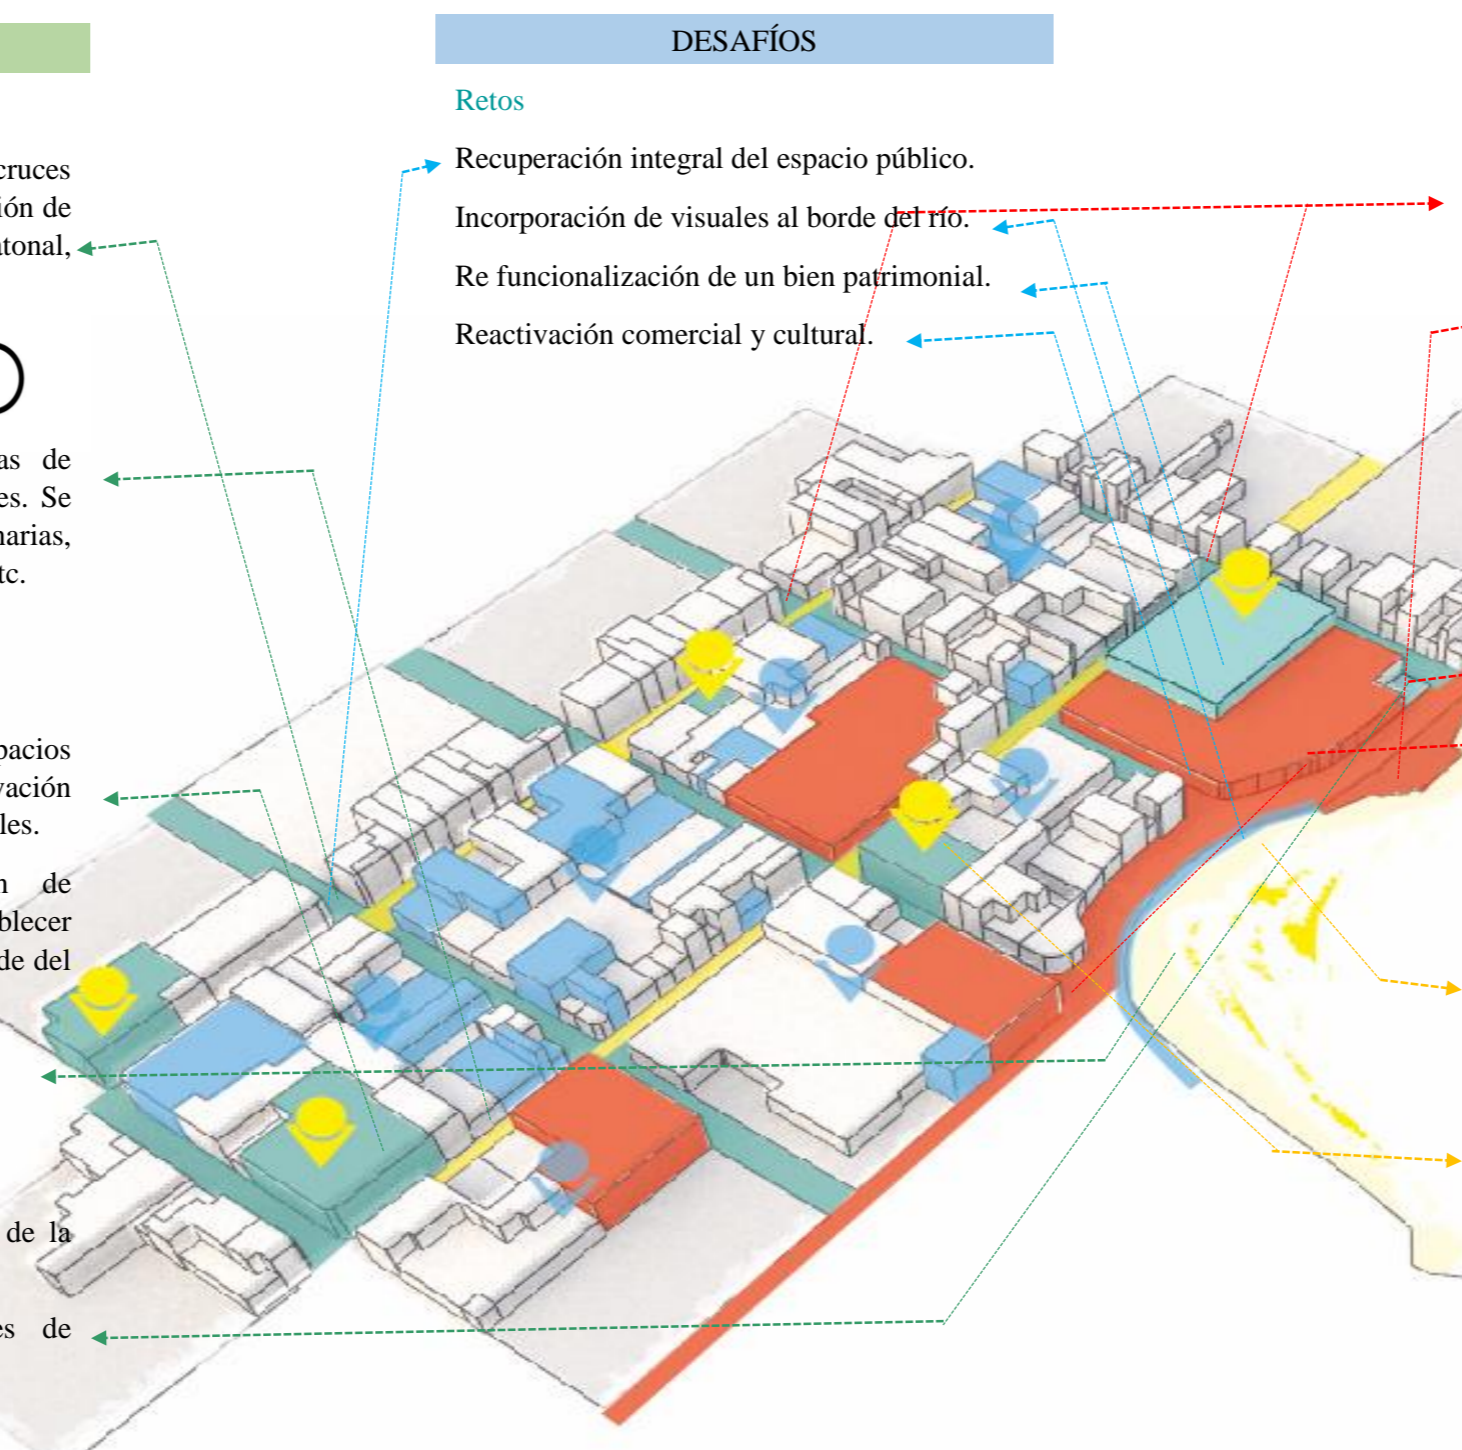 DESAFÍOS
Retos
Recuperación integral del espacio público.
Incorporación de visuales al borde del río.
Re funcionalización de un bien patrimonial.
Reactivación comercial y cultural.
cruces
ión de
atonal,
as de
es. Se
narias,
tc.
pacios
vación
les.
n de
blecer
de del
de la
es de